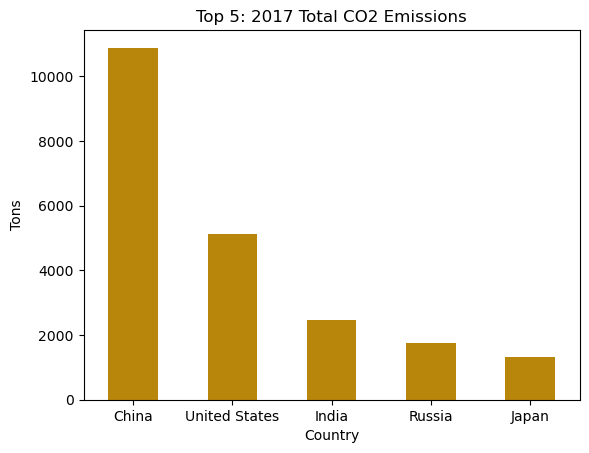 Top 5: 2017 Total CO2 Emissions
Tons
10000
8000
6000
4000
2000
0
China
United States
India
Russia
Japan
Country